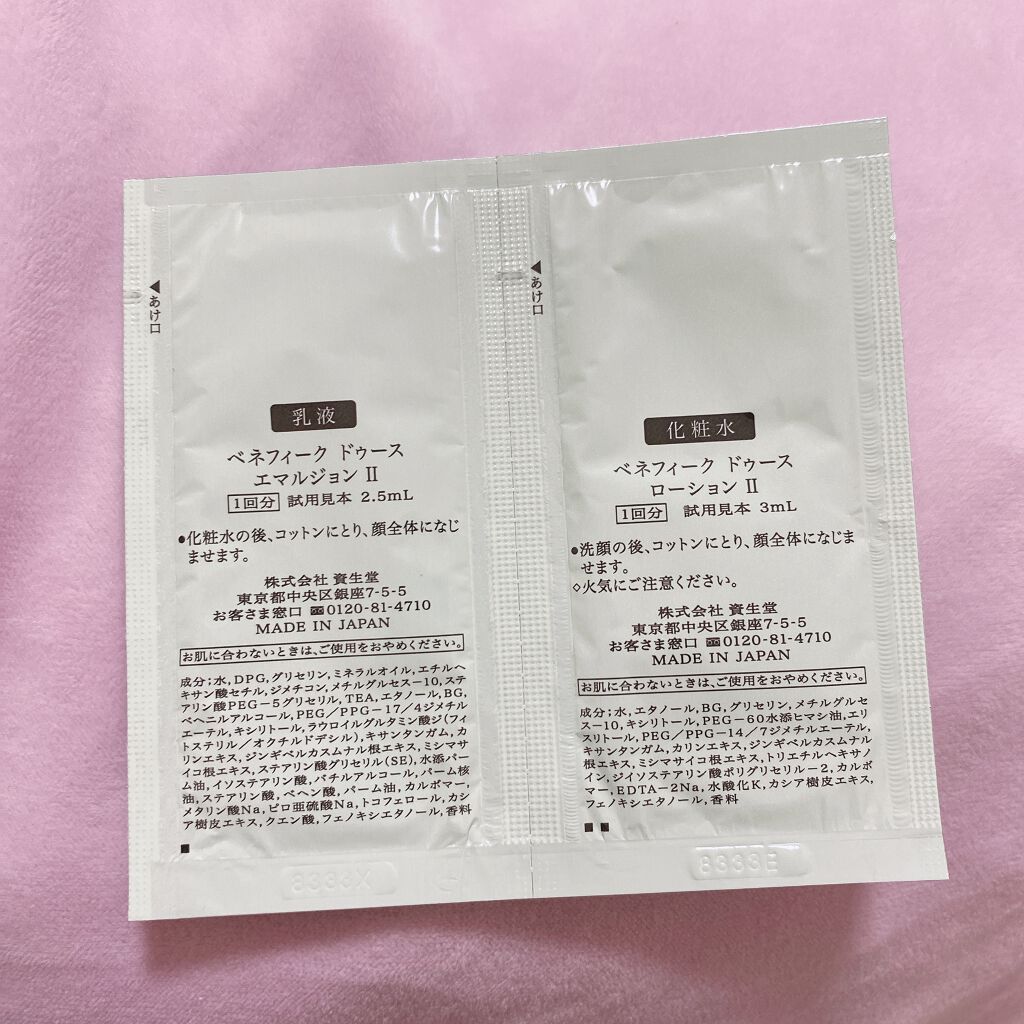 ◀あけ口
乳液
ベネフィーク ドゥース
エマルジョン Ⅱ
1回分 試用見本 2.5mL
●化粧水の後、コットンにとり、顔全体になじ
ませます。
株式会社 資生堂
東京都中央区銀座7-5-5
お客さま窓口 ☎0120-81-4710
MADE IN JAPAN
お肌に合わないときは、ご使用をおやめください。
成分;水,DPG,グリセリン,ミネラルオイル,エチルヘ
キサン酸セチル,ジメチコン,メチルグルセス-10,ステ
アリン酸PEG-5グリセリル,TEA,エタノール,BG,
ベヘニルアルコール,PEG/PPG-17/4ジメチル
エーテル,キシリトール,ラウロイルグルタミン酸ジ(フィ
トステリル/オクチルドデシル),キサンタンガム,カ
リンエキス,ジンギベルカスムナル根エキス,ミシマサ
イコ根エキス,ステアリン酸グリセリル(SE),水添パー
ム油,イソステアリン酸,バチルアルコール,パーム核
油,ステアリン酸,ベヘン酸,パーム油,カルボマー,
メタリン酸Na,ピロ亜硫酸Na,トコフェロール,カシ
ア樹皮エキス,クエン酸,フェノキシエタノール,香料
◀あけ口
化粧水
ベネフィーク ドゥース
ローション Ⅱ
1回分 試用見本 3mL
●洗顔の後、コットンにとり、顔全体になじま
せます。
◇火気にご注意ください。
株式会社 資生堂
東京都中央区銀座7-5-5
お客さま窓口 ☎0120-81-4710
MADE IN JAPAN
お肌に合わないときは、ご使用をおやめください。
成分;水,エタノール,BG,グリセリン,メチルグルセ
ス-10,キシリトール,PEG-60水添ヒマシ油,エリ
スリトール,PEG/PPG-14/7ジメチルエーテル,
キサンタンガム,カリンエキス,ジンギベルカスムナル
根エキス,ミシマサイコ根エキス,トリエチルヘキサノ
イン,ジイソステアリン酸ポリグリセリル-2,カルボ
マー,EDTA-2Na,水酸化K,カシア樹皮エキス,
フェノキシエタノール,香料